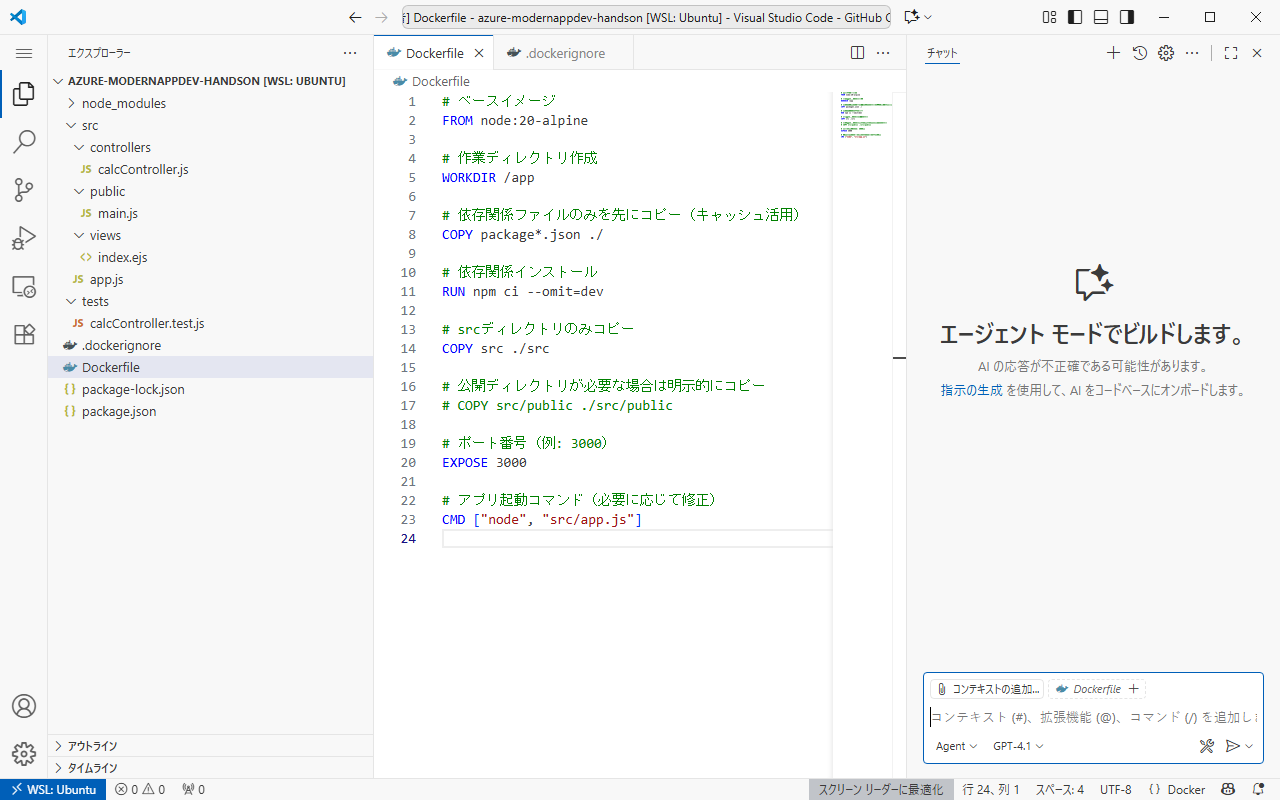 行] Dockerfile - azure-modernappdev-handson [WSL: Ubuntu] - Visual Studio Code - GitHub C
エクスプローラー
AZURE-MODERNAPPDEV-HANDSON [WSL: UBUNTU]
node_modules
src
controllers
JS calcController.js
public
JS main.js
views
<> index.ejs
JS app.js
tests
JS calcController.test.js
.dockerignore
Dockerfile
{} package-lock.json
{} package.json
アウトライン
タイムライン
Dockerfile
.dockerignore
Dockerfile
1 # ベースイメージ
2 FROM node:20-alpine
3
4 # 作業ディレクトリ作成
5 WORKDIR /app
6
7 # 依存関係ファイルのみを先にコピー（キャッシュ活用）
8 COPY package*.json ./
9
10 # 依存関係インストール
11 RUN npm ci --omit=dev
12
13 # srcディレクトリのみコピー
14 COPY src ./src
15
16 # 公開ディレクトリが必要な場合は明示的にコピー
17 # COPY src/public ./src/public
18
19 # ポート番号（例: 3000）
20 EXPOSE 3000
21
22 # アプリ起動コマンド（必要に応じて修正）
23 CMD ["node", "src/app.js"]
24
チャット
エージェント モードでビルドします。
AI の応答が不正確である可能性があります。
指示の生成 を使用して、AI をコードベースにオンボードします。
コンテキストの追加...
Dockerfile
コンテキスト (#)、拡張機能 (@)、コマンド (/) を追加しま
Agent
GPT-4.1
WSL: Ubuntu
0 0
0
スクリーン リーダーに最適化
行 24、列 1
スペース: 4
UTF-8
{} Docker